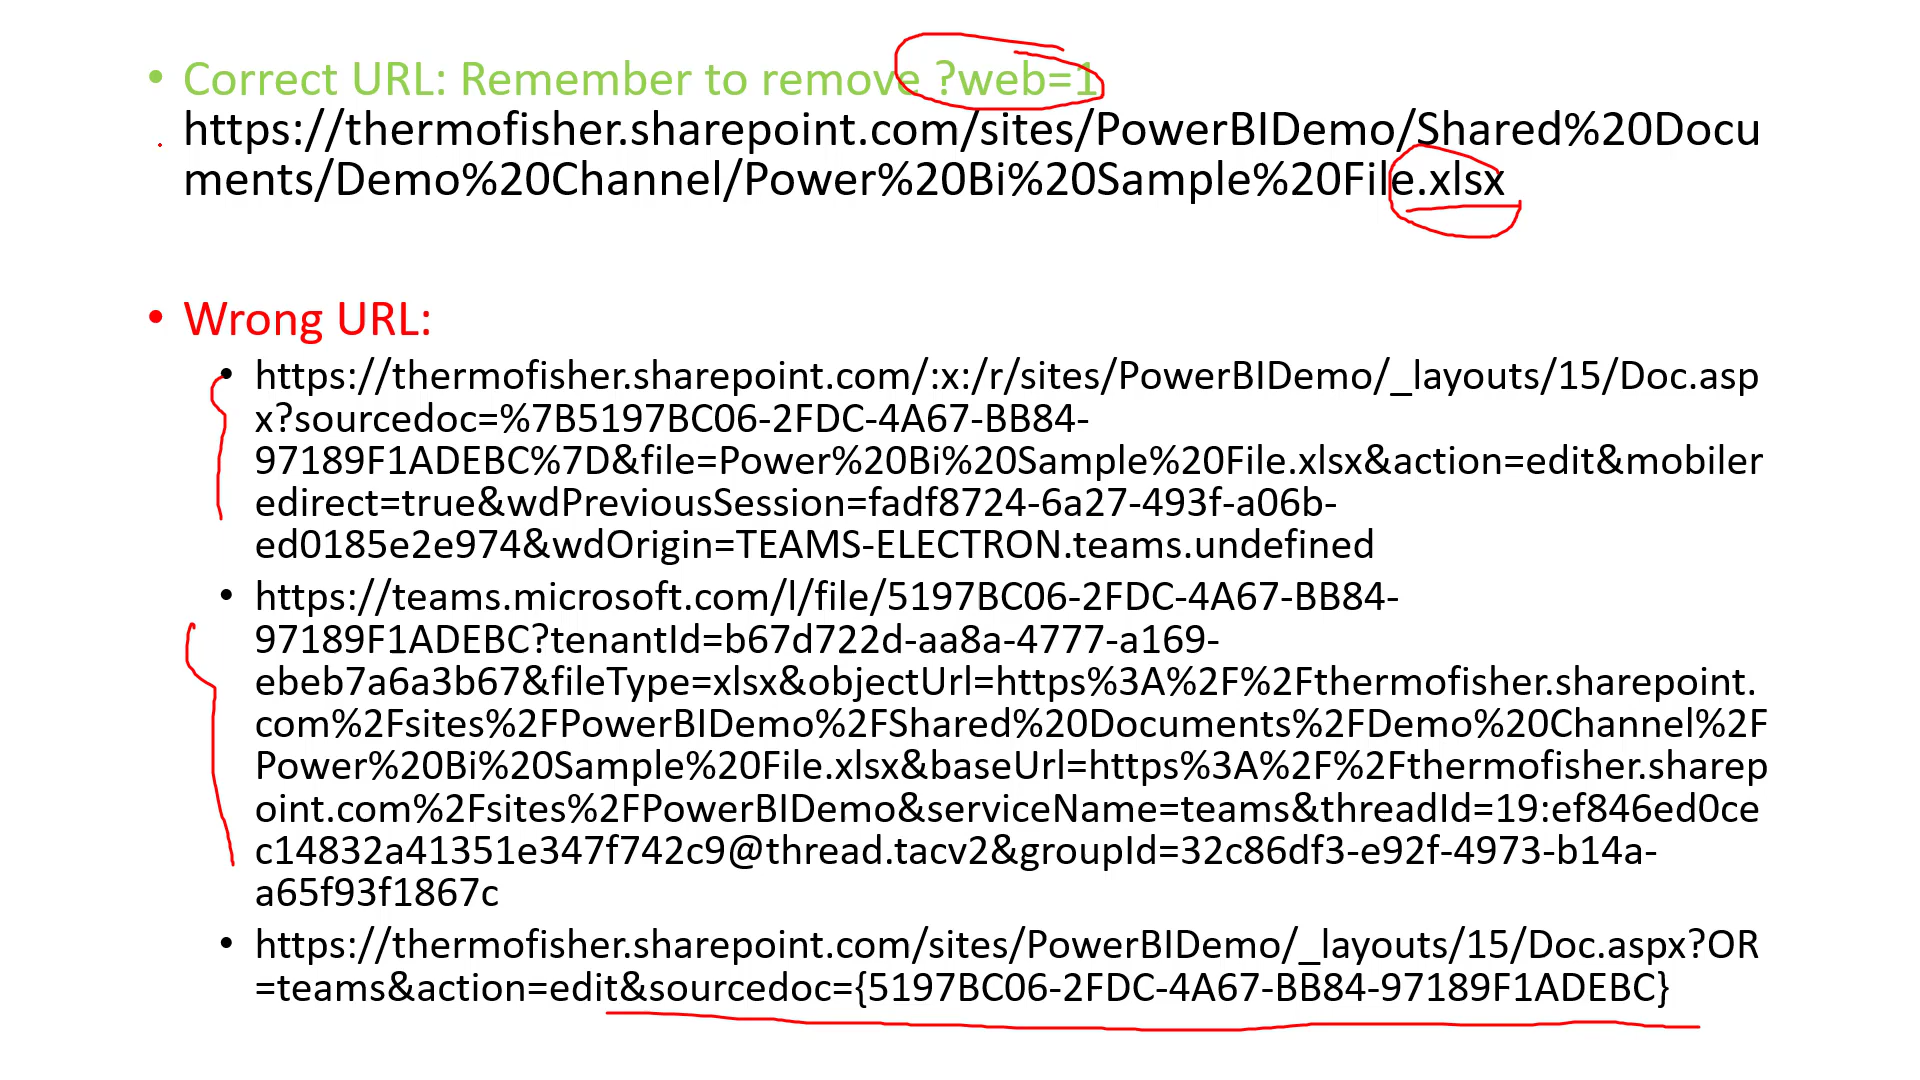 • Correct URL: Remember to remove ?web=1
https://thermofisher.sharepoint.com/sites/PowerBIDemo/Shared%20Docu
ments/Demo%20Channel/Power%20Bi%20Sample%20File.xlsx
• Wrong URL:
• https://thermofisher.sharepoint.com/:x:/r/sites/PowerBIDemo/_layouts/15/Doc.asp
x?sourcedoc=%7B5197BC06-2FDC-4A67-BB84-
97189F1ADEBC%7D&file=Power%20Bi%20Sample%20File.xlsx&action=edit&mobiler
edirect=true&wdPreviousSession=fadf8724-6a27-493f-a06b-
ed0185e2e974&wdOrigin=TEAMS-ELECTRON.teams.undefined
• https://teams.microsoft.com/l/file/5197BC06-2FDC-4A67-BB84-
97189F1ADEBC?tenantId=b67d722d-aa8a-4777-a169-
ebeb7a6a3b67&fileType=xlsx&objectUrl=https%3A%2F%2Fthermofisher.sharepoint.
com%2Fsites%2FPowerBIDemo%2FShared%20Documents%2FDemo%20Channel%2F
Power%20Bi%20Sample%20File.xlsx&baseUrl=https%3A%2F%2Fthermofisher.sharep
oint.com%2Fsites%2FPowerBIDemo&serviceName=teams&threadId=19:ef846ed0ce
c14832a41351e347f742c9@thread.tacv2&groupId=32c86df3-e92f-4973-b14a-
a65f93f1867c
• https://thermofisher.sharepoint.com/sites/PowerBIDemo/_layouts/15/Doc.aspx?OR
=teams&action=edit&sourcedoc={5197BC06-2FDC-4A67-BB84-97189F1ADEBC}